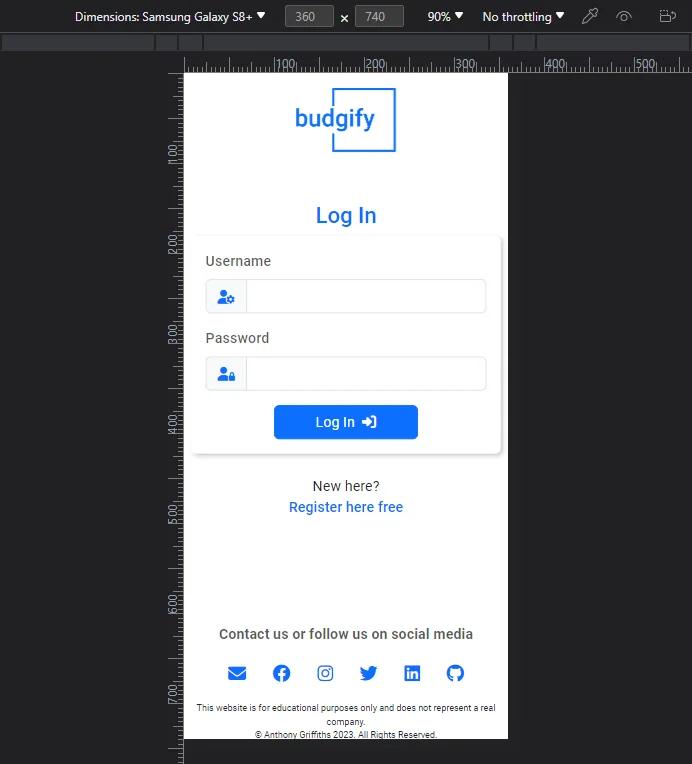 Dimensions: Samsung Galaxy S8+ 360 × 740 90% No throttling
100 200 300 400 500
100
200
300
400
500
600
700
budgify
Log In
Username
Password
Log In
New here?
Register here free
Contact us or follow us on social media
This website is for educational purposes only and does not represent a real
company.
© Anthony Griffiths 2023. All Rights Reserved.